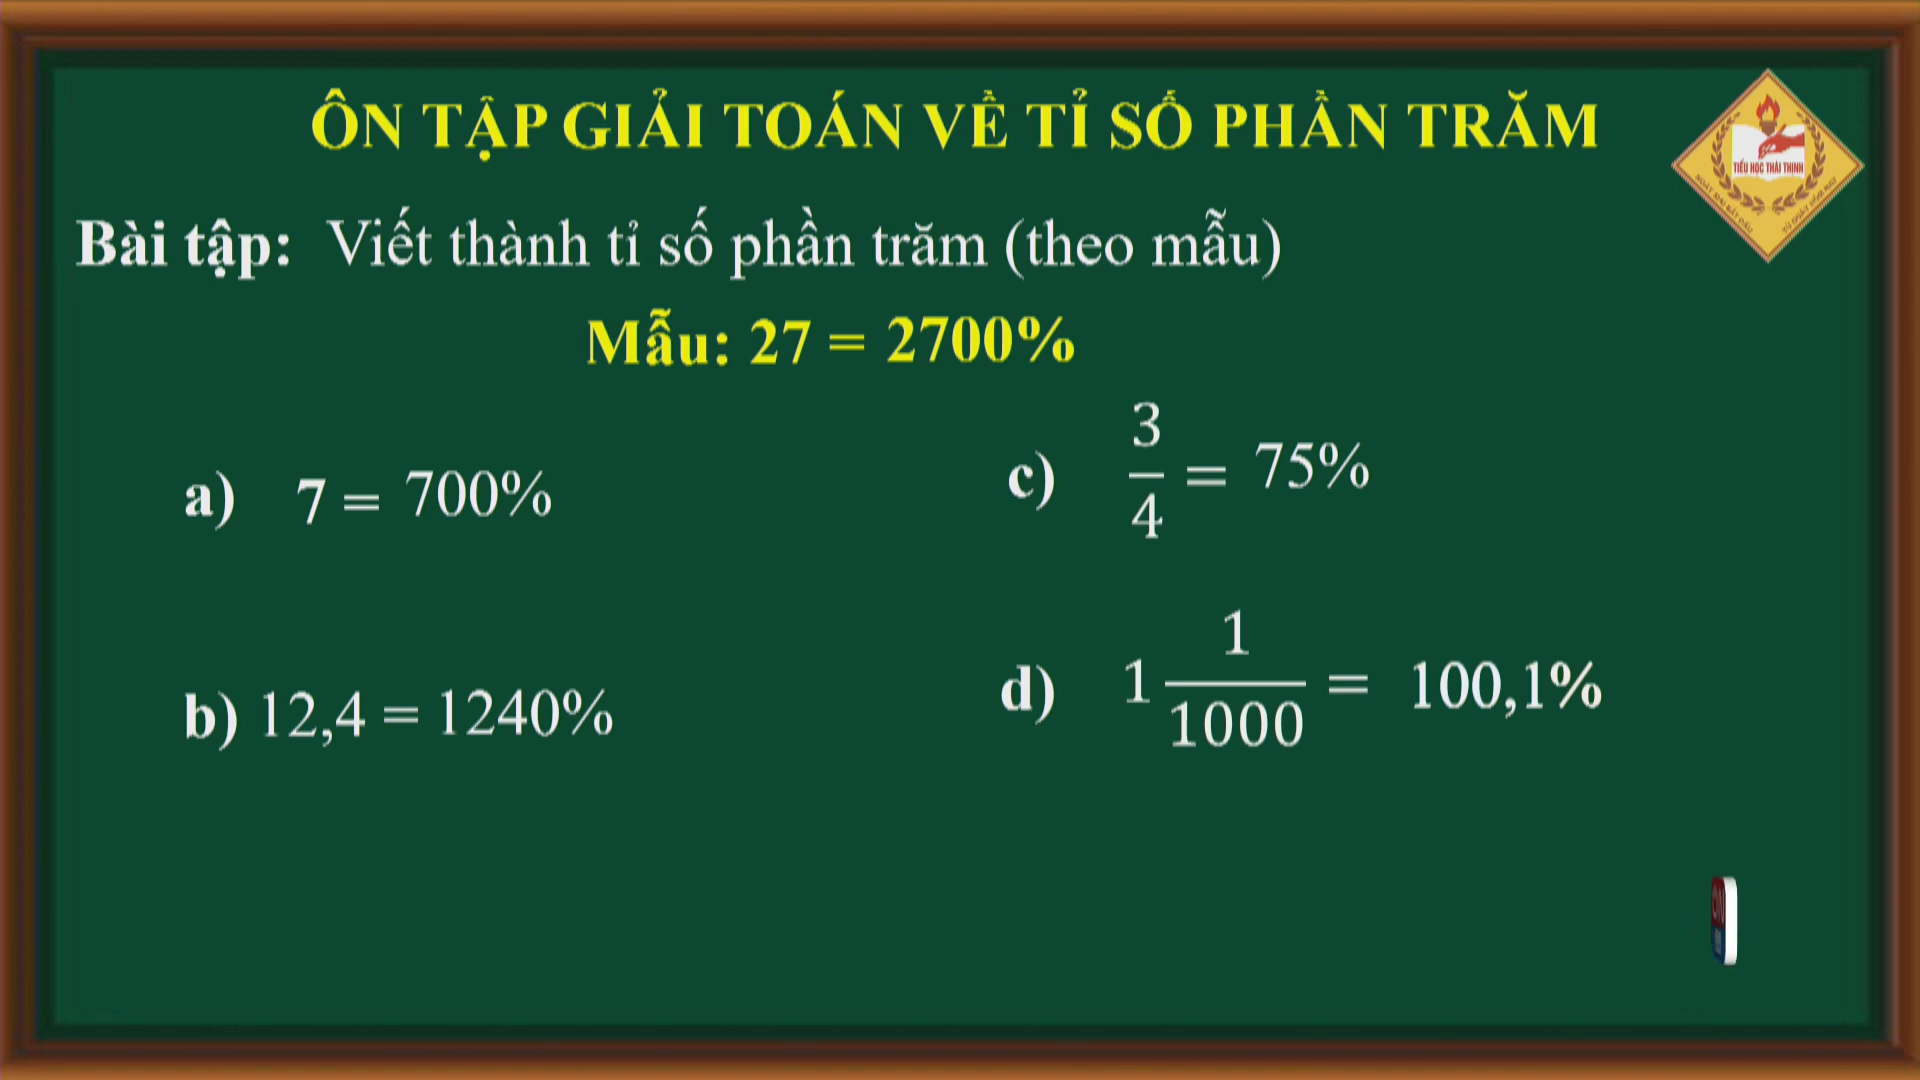 ÔN TẬP GIẢI TOÁN VỀ TỈ SỐ PHẦN TRĂM
TIỂU HỌC THÁI THỊNH
Bài tập: Viết thành tỉ số phần trăm (theo mẫu)
Mẫu: 27 = 2700%
a) 7 = 700%
c) 3/4 = 75%
b) 12,4 = 1240%
d) 1 1/1000 = 100,1%